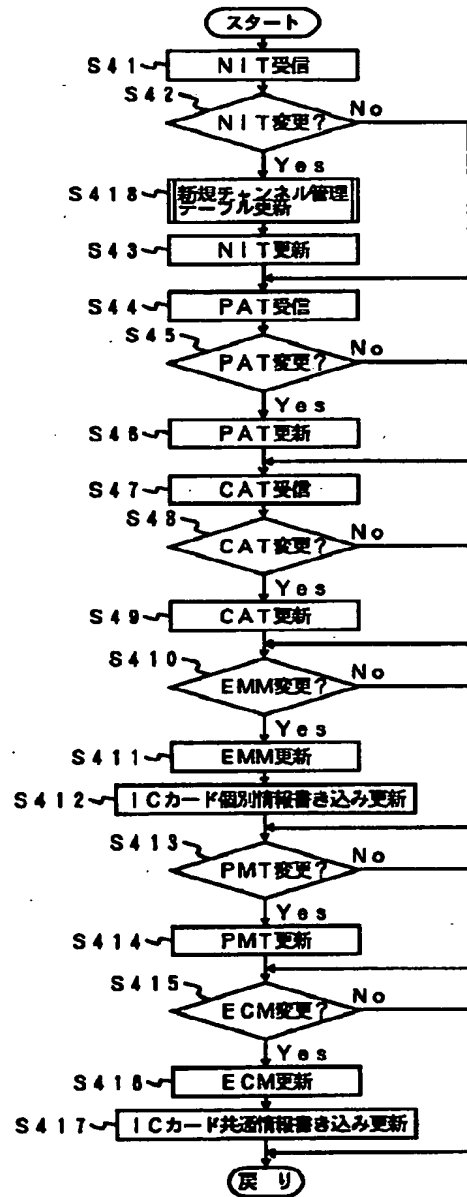 スタート
S41 NIT受信
S42 NIT変更? No
Yes
S418 新規チャンネル管理
テーブル更新
S43 NIT更新
S44 PAT受信
S45 PAT変更? No
Yes
S46 PAT更新
S47 CAT受信
S48 CAT変更? No
Yes
S49 CAT更新
S410 EMM変更? No
Yes
S411 EMM更新
S412 ICカード個別情報書き込み更新
S413 PMT変更? No
Yes
S414 PMT更新
S415 ECM変更? No
Yes
S416 ECM更新
S417 ICカード共通情報書き込み更新
戻り